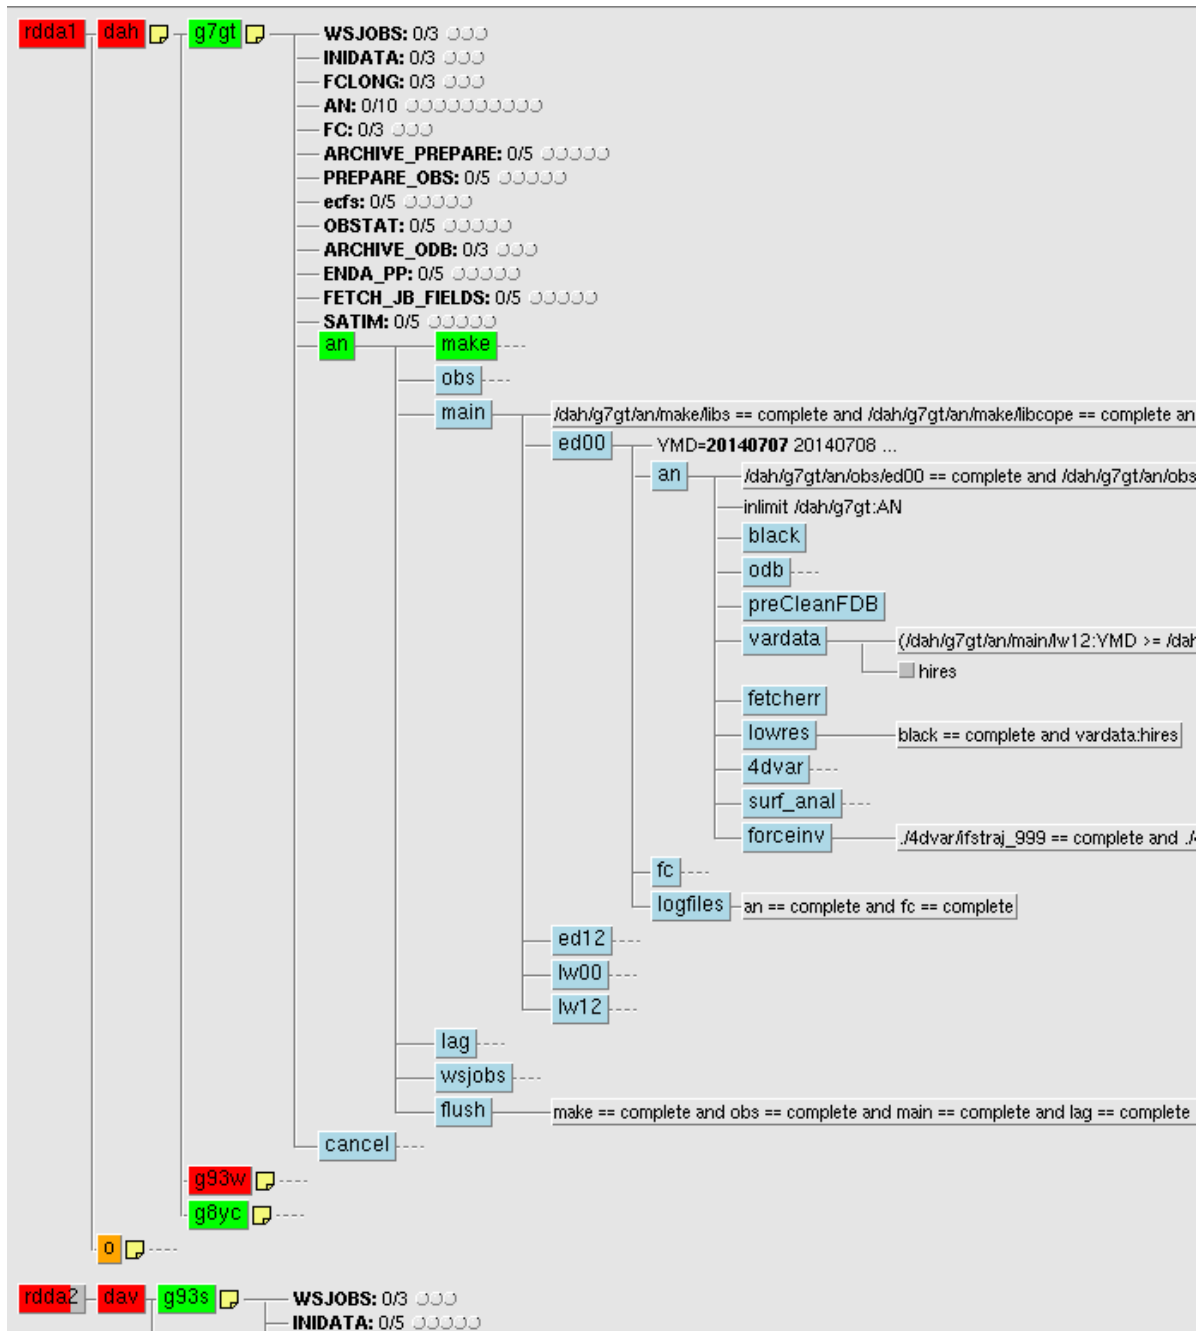 rdda1 dah g7gt WSJOBS: 0/3
INIDATA: 0/3
FCLONG: 0/3
AN: 0/10
FC: 0/3
ARCHIVE_PREPARE: 0/5
PREPARE_OBS: 0/5
ecfs: 0/5
OBSTAT: 0/5
ARCHIVE_ODB: 0/3
ENDA_PP: 0/5
FETCH_JB_FIELDS: 0/5
SATIM: 0/5
an make
obs
main /dah/g7gt/an/make/libs == complete and /dah/g7gt/an/make/libcope == complete an
ed00 YMD=20140707 20140708 ...
an /dah/g7gt/an/obs/ed00 == complete and /dah/g7gt/an/obs
inlimit /dah/g7gt:AN
black
odb
preCleanFDB
vardata (/dah/g7gt/an/main/lw12:YMD >= /dah
hires
fetcherr
lowres black == complete and vardata:hires
4dvar
surf_anal
forceinv ./4dvar/ifstraj_999 == complete and ./
fc
logfiles an == complete and fc == complete
ed12
lw00
lw12
lag
wsjobs
flush make == complete and obs == complete and main == complete and lag == complete
cancel
g93w
g8yc
o
rdda2 dav g93s WSJOBS: 0/3
INIDATA: 0/5